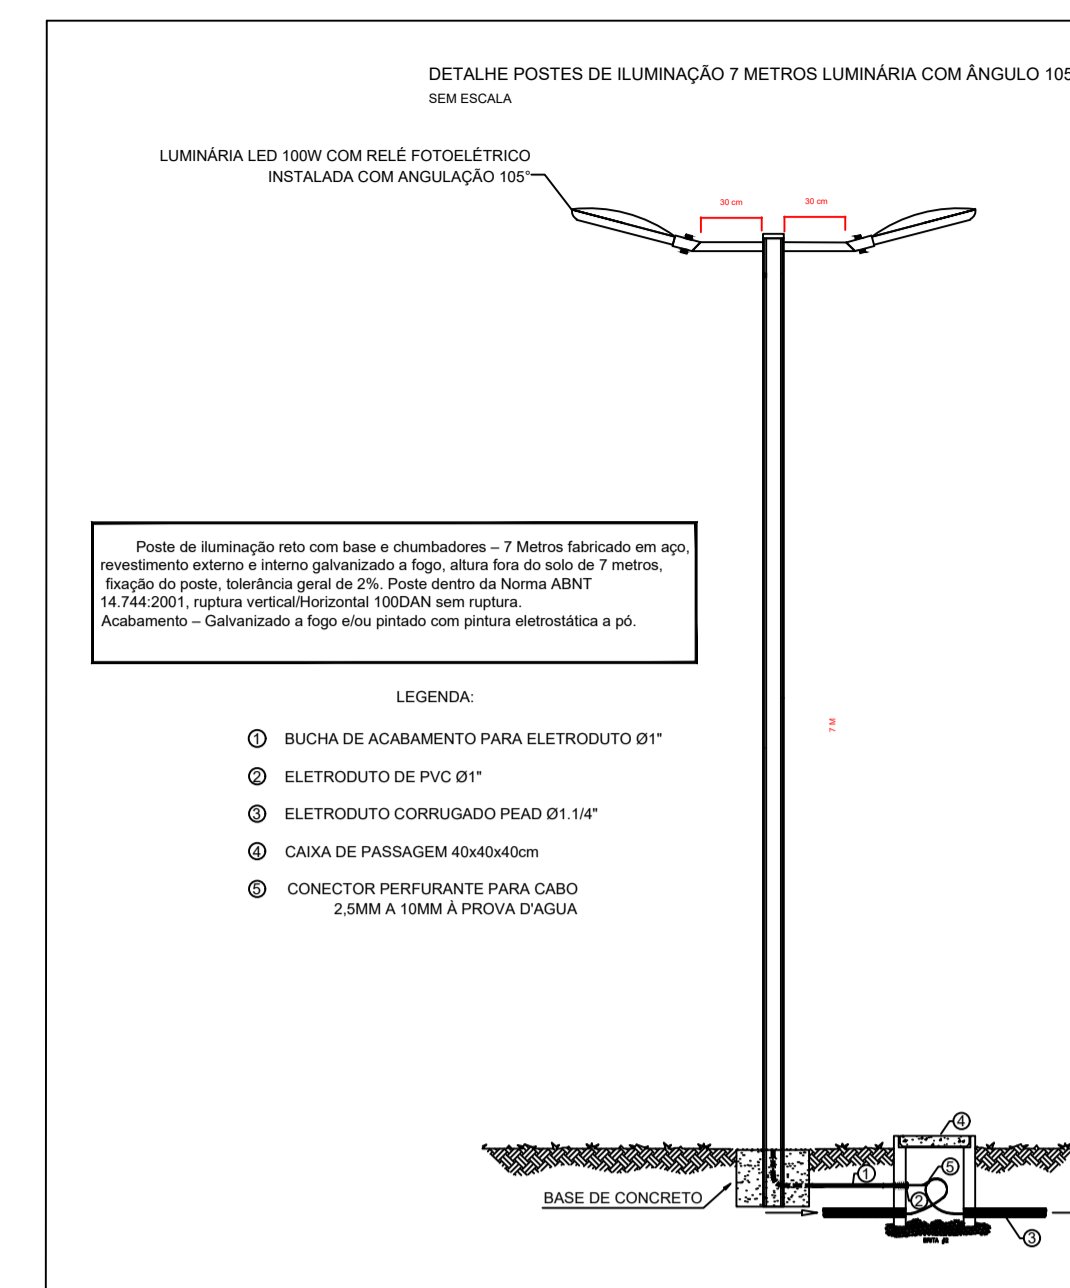 DETALHE POSTES DE ILUMINAÇÃO 7 METROS LUMINÁRIA COM ÂNGULO 105
SEM ESCALA
LUMINÁRIA LED 100W COM RELÉ FOTOELÉTRICO
INSTALADA COM ANGULAÇÃO 105°
30 cm
30 cm
Poste de iluminação reto com base e chumbadores – 7 Metros fabricado em aço,
revestimento externo e interno galvanizado a fogo, altura fora do solo de 7 metros,
fixação do poste, tolerância geral de 2%. Poste dentro da Norma ABNT
14.744:2001, ruptura vertical/Horizontal 100DAN sem ruptura.
Acabamento – Galvanizado a fogo e/ou pintado com pintura eletrostática a pó.
LEGENDA:
1 BUCHA DE ACABAMENTO PARA ELETRODUTO Ø1"
2 ELETRODUTO DE PVC Ø1"
3 ELETRODUTO CORRUGADO PEAD Ø1.1/4"
4 CAIXA DE PASSAGEM 40x40x40cm
5 CONECTOR PERFURANTE PARA CABO
2,5MM A 10MM À PROVA D'AGUA
7 M
4
5
1
2
BASE DE CONCRETO
3
BRITA #2